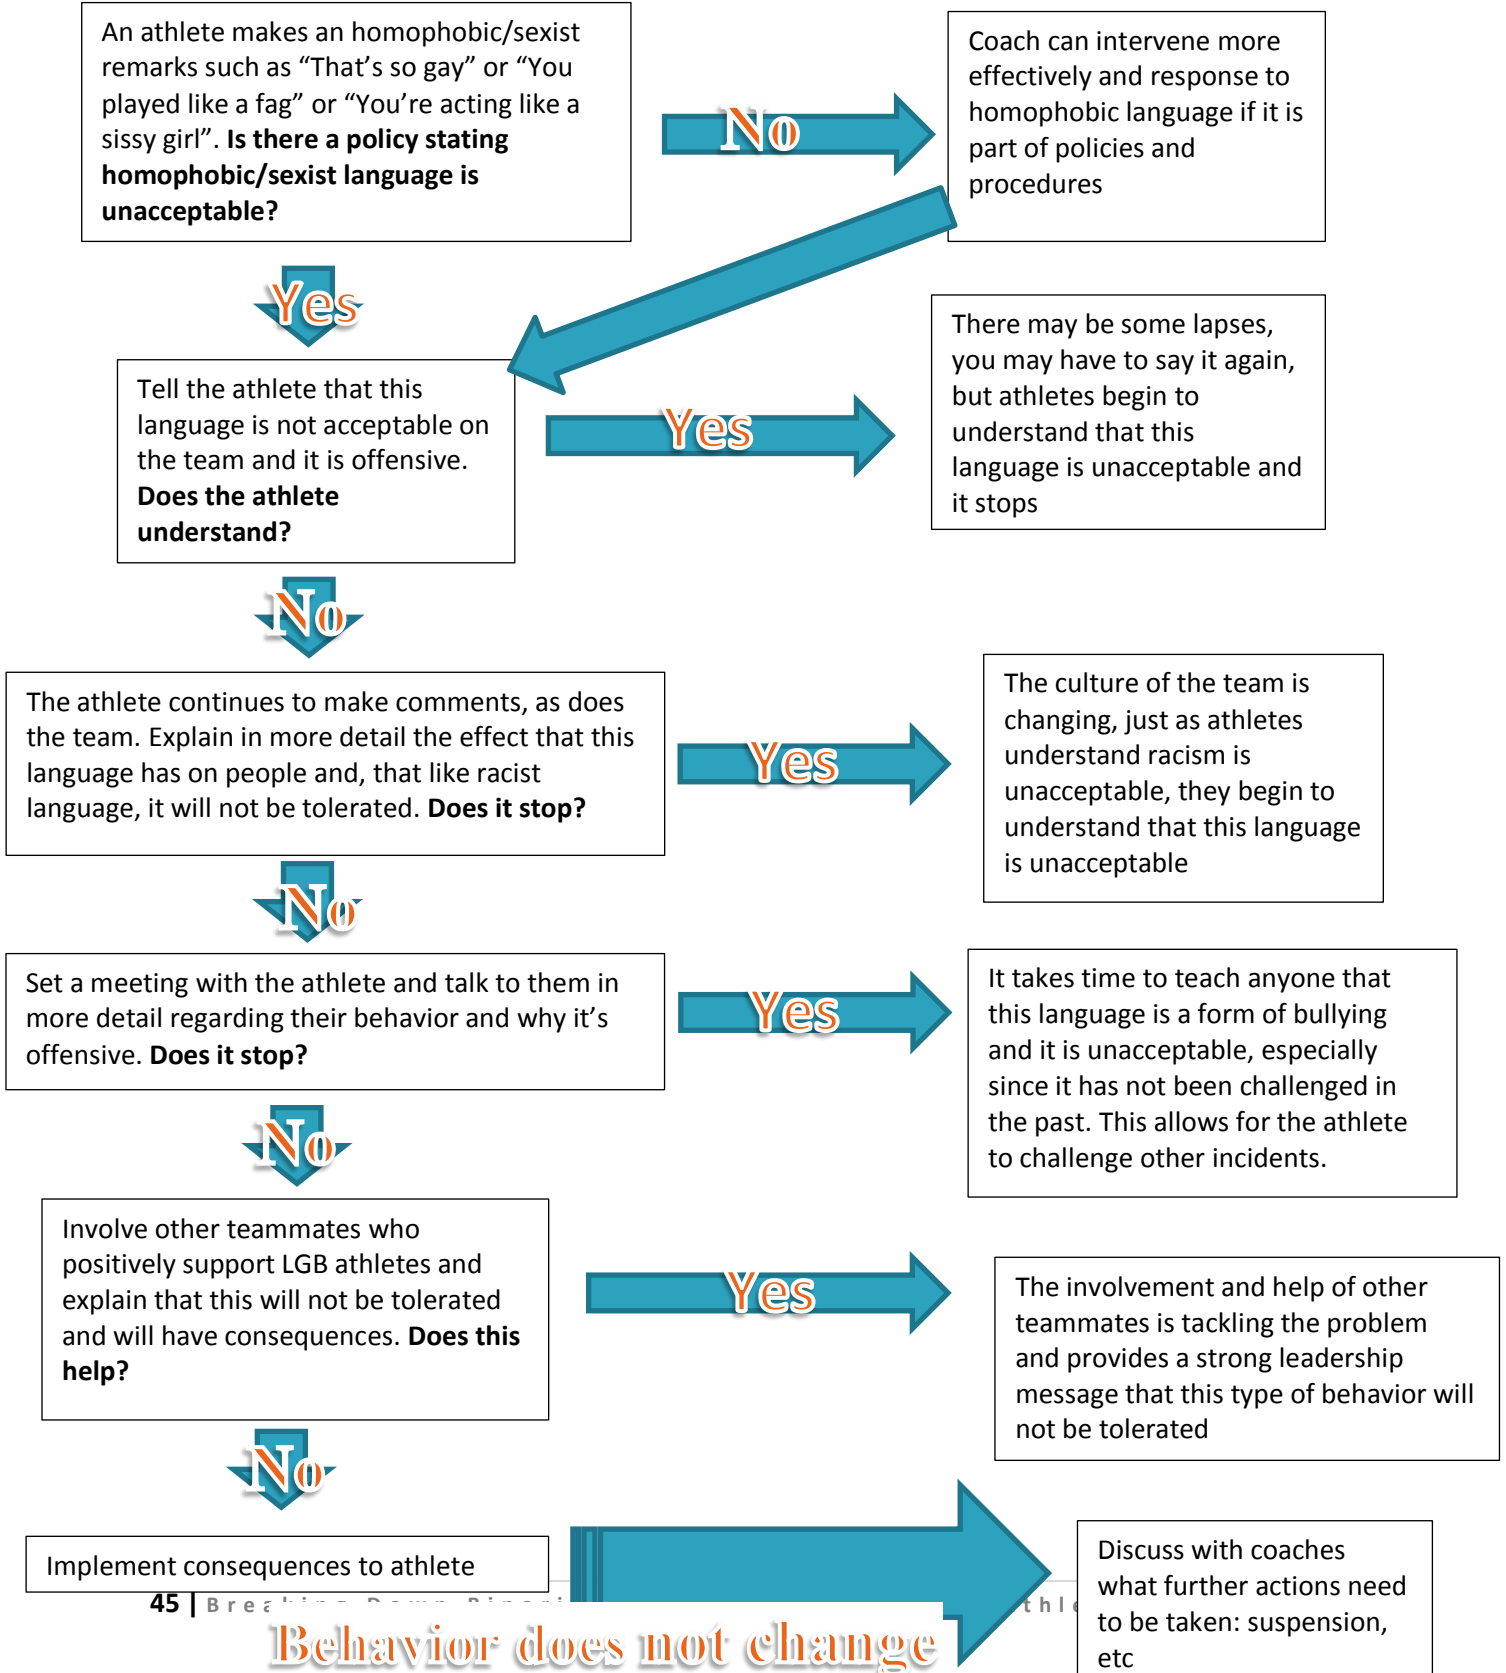 An athlete makes an homophobic/sexist
remarks such as “That’s so gay” or “You
played like a fag” or “You’re acting like a
sissy girl”. Is there a policy stating
homophobic/sexist language is
unacceptable?
No
Coach can intervene more
effectively and response to
homophobic language if it is
part of policies and
procedures
Yes
Tell the athlete that this
language is not acceptable on
the team and it is offensive.
Does the athlete
understand?
Yes
There may be some lapses,
you may have to say it again,
but athletes begin to
understand that this
language is unacceptable and
it stops
No
The athlete continues to make comments, as does
the team. Explain in more detail the effect that this
language has on people and, that like racist
language, it will not be tolerated. Does it stop?
Yes
The culture of the team is
changing, just as athletes
understand racism is
unacceptable, they begin to
understand that this language
is unacceptable
No
Set a meeting with the athlete and talk to them in
more detail regarding their behavior and why it’s
offensive. Does it stop?
Yes
It takes time to teach anyone that
this language is a form of bullying
and it is unacceptable, especially
since it has not been challenged in
the past. This allows for the athlete
to challenge other incidents.
No
Involve other teammates who
positively support LGB athletes and
explain that this will not be tolerated
and will have consequences. Does this
help?
Yes
The involvement and help of other
teammates is tackling the problem
and provides a strong leadership
message that this type of behavior will
not be tolerated
No
Implement consequences to athlete
Behavior does not change
Discuss with coaches
what further actions need
to be taken: suspension,
etc
45 |